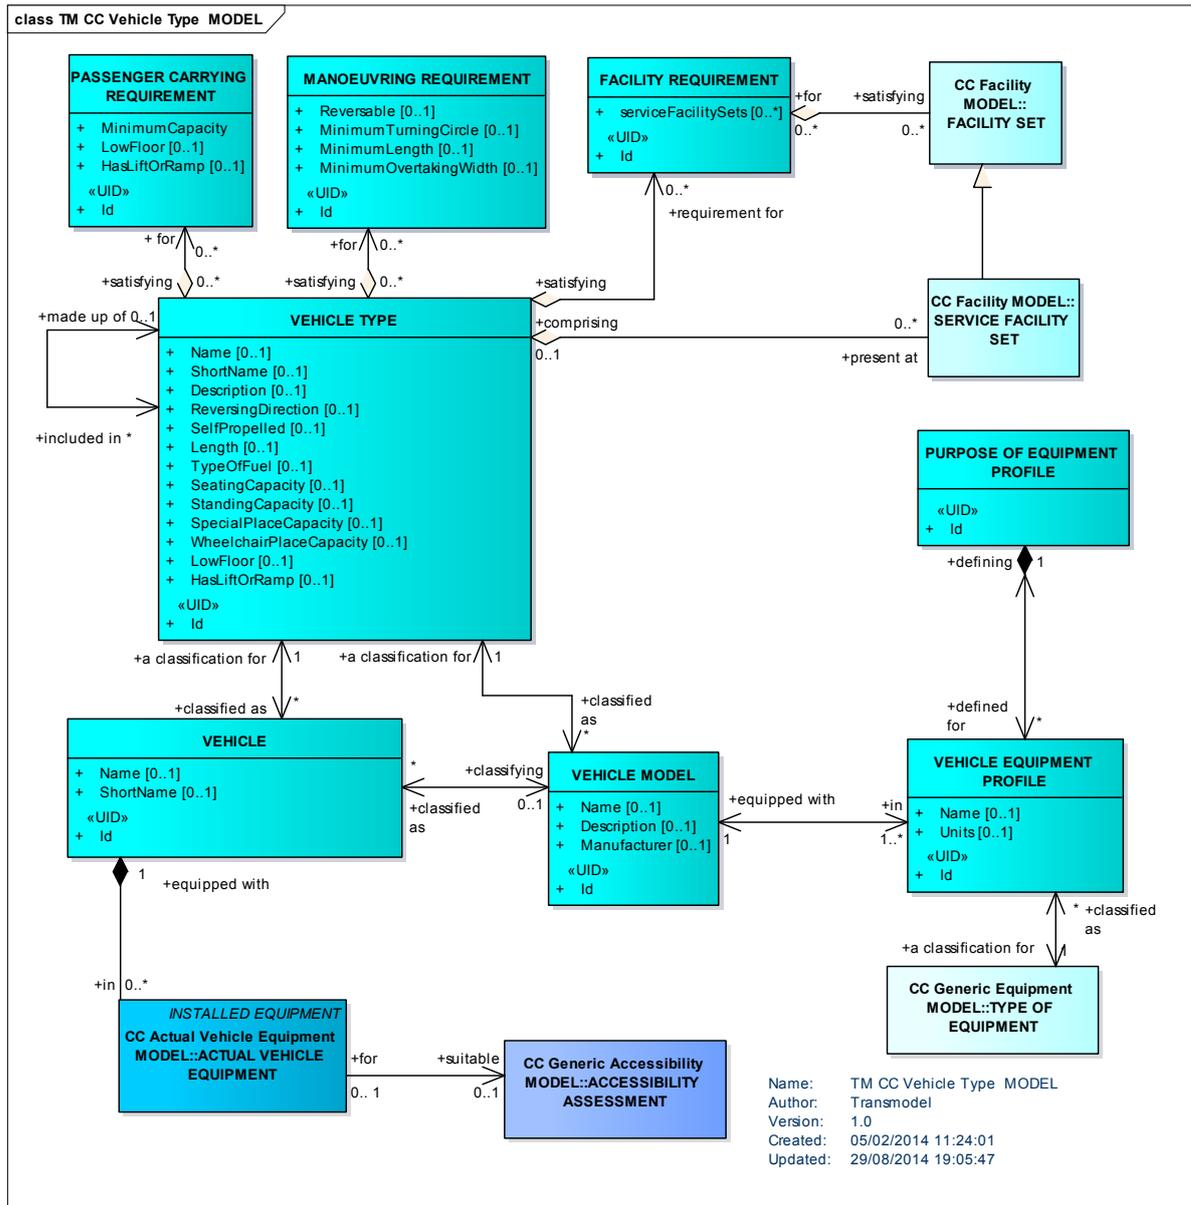 class TM CC Vehicle Type  MODEL
PASSENGER CARRYING
REQUIREMENT
+ MinimumCapacity
+ LowFloor [0..1]
+ HasLiftOrRamp [0..1]
«UID»
+ Id
MANOEUVRING REQUIREMENT
+ Reversable [0..1]
+ MinimumTurningCircle [0..1]
+ MinimumLength [0..1]
+ MinimumOvertakingWidth [0..1]
«UID»
+ Id
FACILITY REQUIREMENT
+ serviceFacilitySets [0..*]
«UID»
+ Id
+for
0..*
+satisfying
0..*
CC Facility
MODEL::
FACILITY SET
+ for
0..*
+satisfying
0..*
+for
0..*
+satisfying
0..*
0..*
+requirement for
+satisfying
+comprising
0..1
0..*
+present at
CC Facility MODEL::
SERVICE FACILITY
SET
+made up of 0..1
+included in *
VEHICLE TYPE
+ Name [0..1]
+ ShortName [0..1]
+ Description [0..1]
+ ReversingDirection [0..1]
+ SelfPropelled [0..1]
+ Length [0..1]
+ TypeOfFuel [0..1]
+ SeatingCapacity [0..1]
+ StandingCapacity [0..1]
+ SpecialPlaceCapacity [0..1]
+ WheelchairPlaceCapacity [0..1]
+ LowFloor [0..1]
+ HasLiftOrRamp [0..1]
«UID»
+ Id
PURPOSE OF EQUIPMENT
PROFILE
«UID»
+ Id
+defining
1
+defined
for
*
+a classification for
1
+classified as
*
+a classification for
1
+classified
as
*
VEHICLE
+ Name [0..1]
+ ShortName [0..1]
«UID»
+ Id
*
+classified
as
+classifying
0..1
VEHICLE MODEL
+ Name [0..1]
+ Description [0..1]
+ Manufacturer [0..1]
«UID»
+ Id
+equipped with
1
+in
1..*
VEHICLE EQUIPMENT
PROFILE
+ Name [0..1]
+ Units [0..1]
«UID»
+ Id
1
+equipped with
+in
0..*
* +classified
as
+a classification for
1
CC Generic Equipment
MODEL::TYPE OF
EQUIPMENT
INSTALLED EQUIPMENT
CC Actual Vehicle Equipment
MODEL::ACTUAL VEHICLE
EQUIPMENT
+for
0.. 1
+suitable
0..1
CC Generic Accessibility
MODEL::ACCESSIBILITY
ASSESSMENT
Name: TM CC Vehicle Type  MODEL
Author: Transmodel
Version: 1.0
Created: 05/02/2014 11:24:01
Updated: 29/08/2014 19:05:47